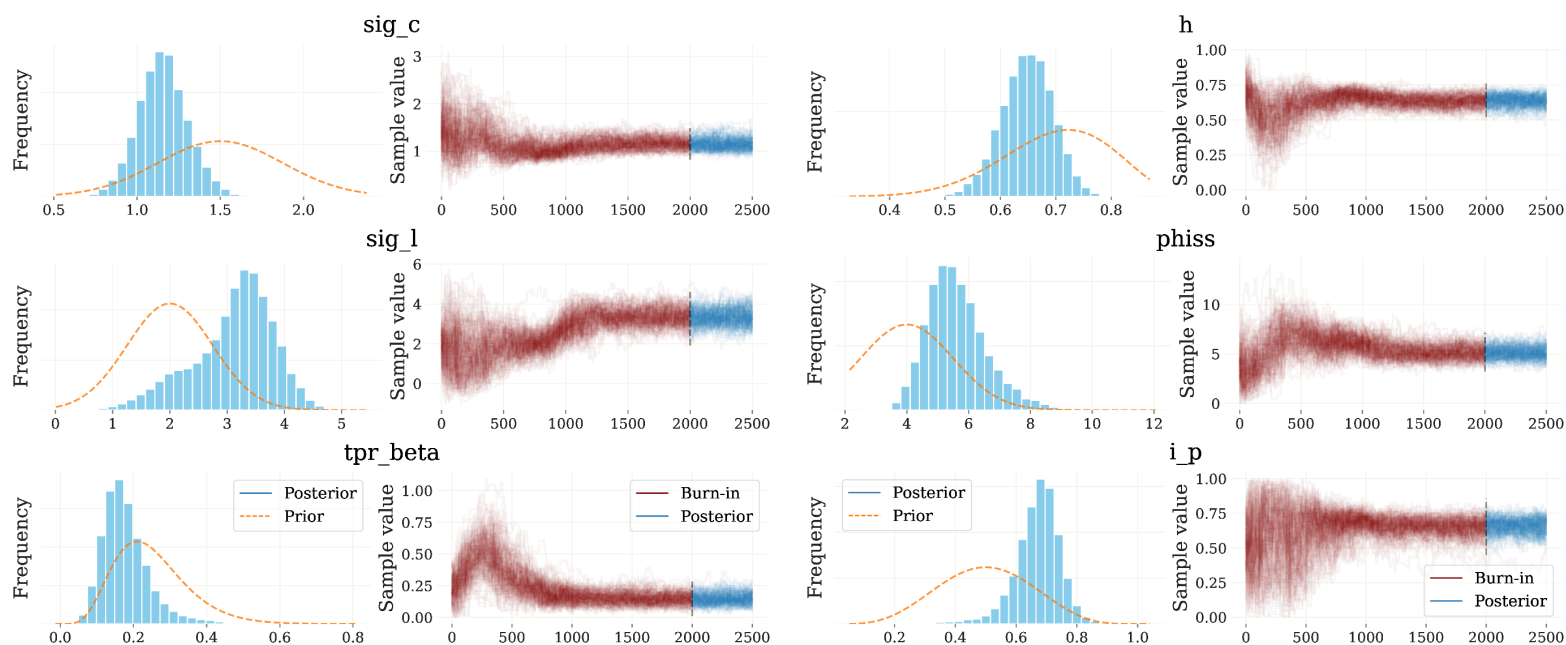 sig_c
Frequency
0.5 1.0 1.5 2.0
Sample value
3
2
1
0 500 1000 1500 2000 2500
h
Frequency
0.4 0.5 0.6 0.7 0.8
Sample value
1.00
0.75
0.50
0.25
0.00
0 500 1000 1500 2000 2500
sig_l
Frequency
0 1 2 3 4 5
Sample value
6
4
2
0
0 500 1000 1500 2000 2500
phiss
Frequency
2 4 6 8 10 12
Sample value
10
5
0
0 500 1000 1500 2000 2500
tpr_beta
Frequency
Posterior
Prior
0.0 0.2 0.4 0.6 0.8
Sample value
1.00
0.75
0.50
0.25
0.00
Burn-in
Posterior
0 500 1000 1500 2000 2500
i_p
Frequency
Posterior
Prior
0.2 0.4 0.6 0.8 1.0
Sample value
1.00
0.75
0.50
0.25
0.00
Burn-in
Posterior
0 500 1000 1500 2000 2500